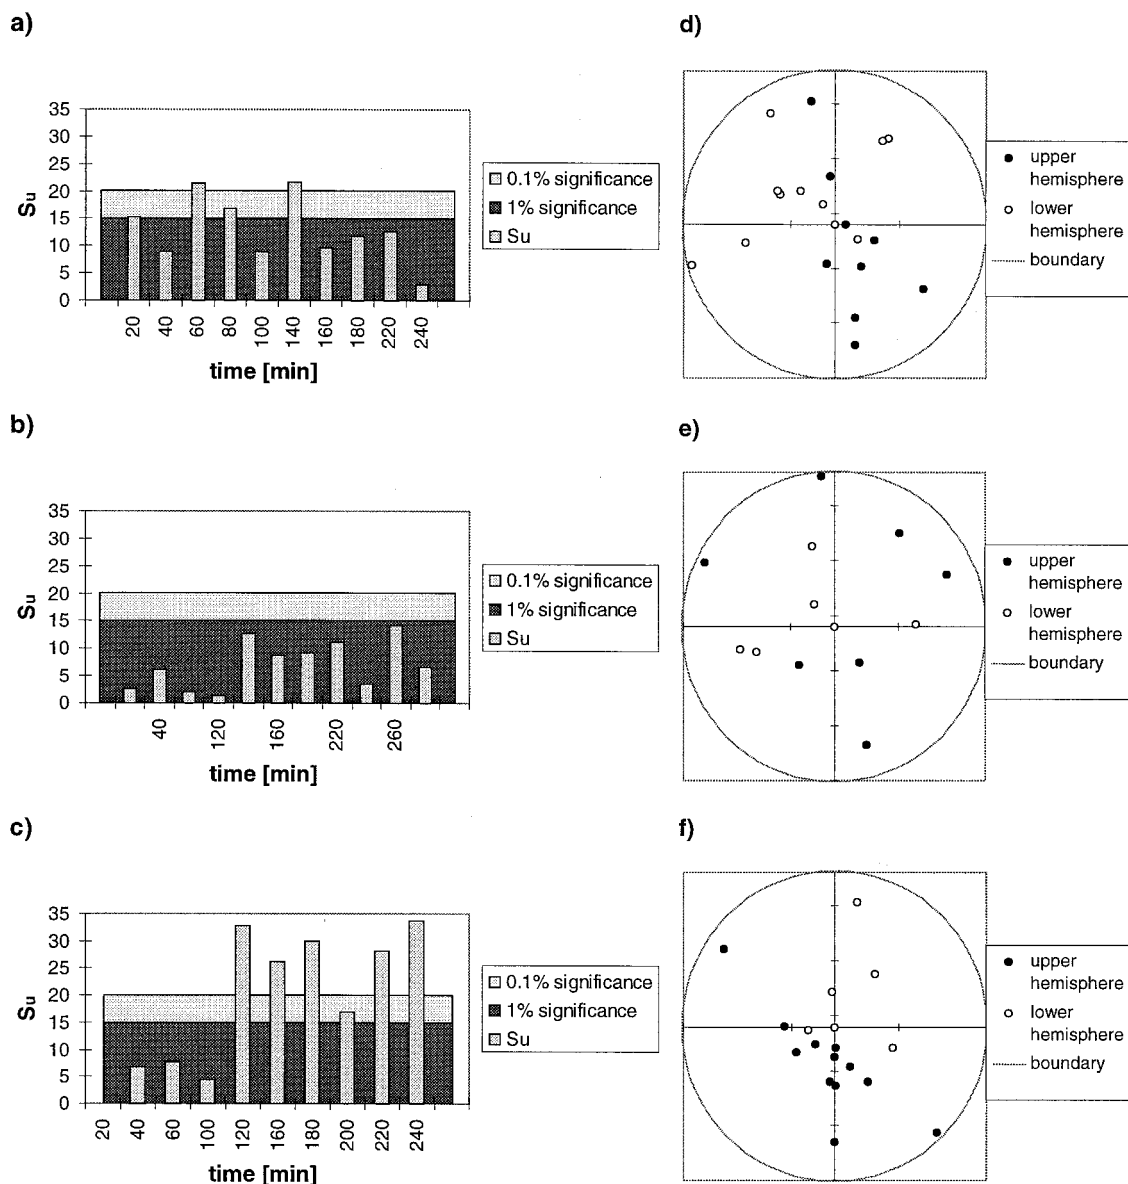 a)
35
30
25
20
15
10
5
0
Su
20 40 60 80 100 140 160 180 220 240
time [min]
0.1% significance
1% significance
Su
d)
upper
hemisphere
lower
hemisphere
boundary
b)
35
30
25
20
15
10
5
0
Su
40 120 160 220 260
time [min]
0.1% significance
1% significance
Su
e)
upper
hemisphere
lower
hemisphere
boundary
c)
35
30
25
20
15
10
5
0
Su
20 40 60 100 120 160 180 200 220 240
time [min]
0.1% significance
1% significance
Su
f)
upper
hemisphere
lower
hemisphere
boundary